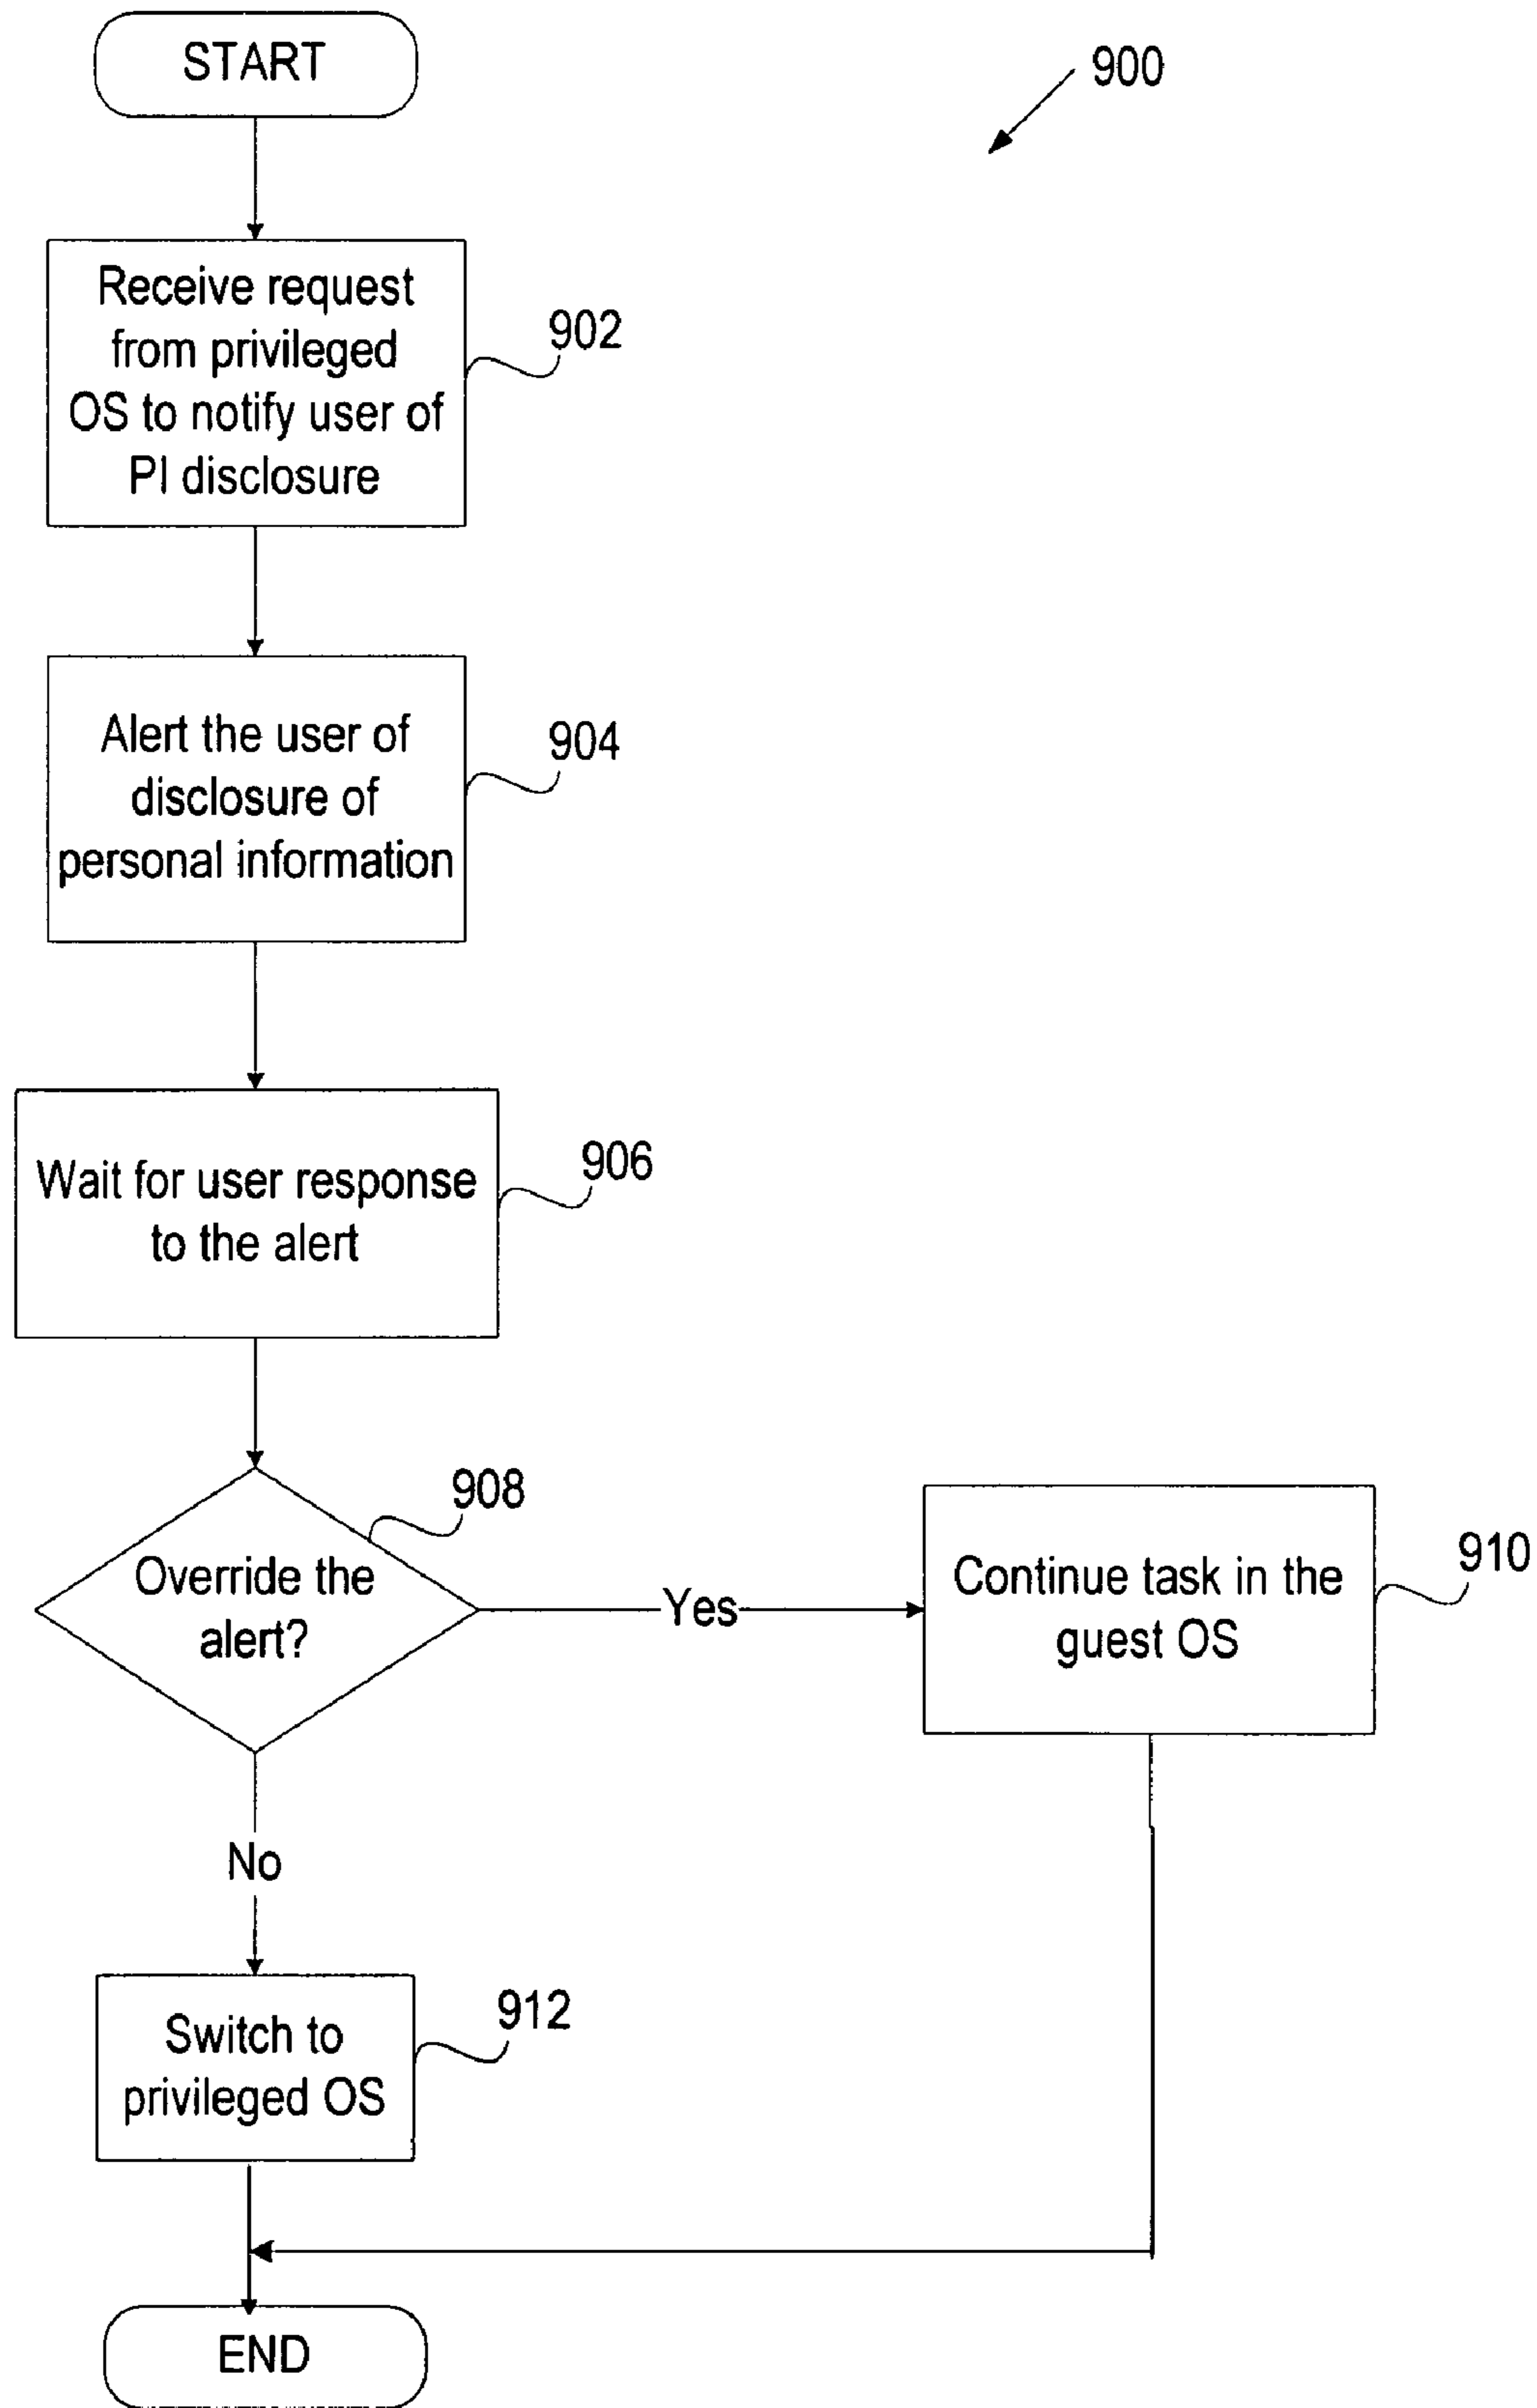 START
900
Receive request
from privileged
OS to notify user of
PI disclosure
902
Alert the user of
disclosure of
personal information
904
Wait for user response
to the alert
906
908
Override the
alert?
Yes
Continue task in the
guest OS
910
No
Switch to
privileged OS
912
END